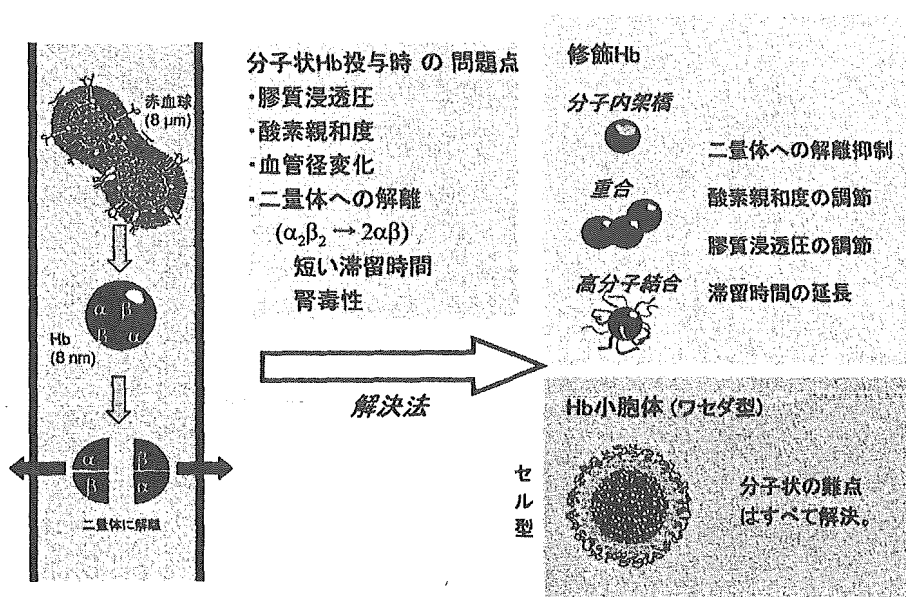 赤血球
(8 μm)
α β
β α
Hb
(8 nm)
α β
β α
二量体に解離
分子状Hb投与時 の 問題点
・膠質浸透圧
・酸素親和度
・血管径変化
・二量体への解離
(α₂β₂ → 2αβ)
短い滞留時間
腎毒性
解決法
修飾Hb
分子内架橋
重合
高分子結合
二量体への解離抑制
酸素親和度の調節
膠質浸透圧の調節
滞留時間の延長
Hb小胞体 (ワセダ型)
セル型
分子状の難点
はすべて解決。